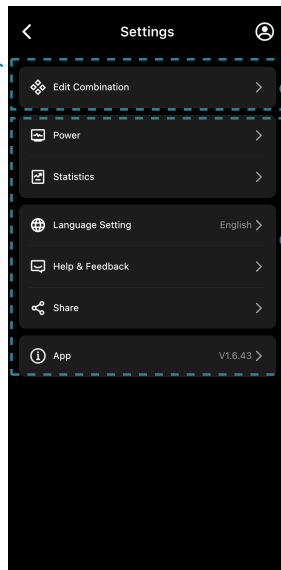 Settings
Edit Combination
Power
Statistics
Language Setting English
Help & Feedback
Share
App V1.6.43